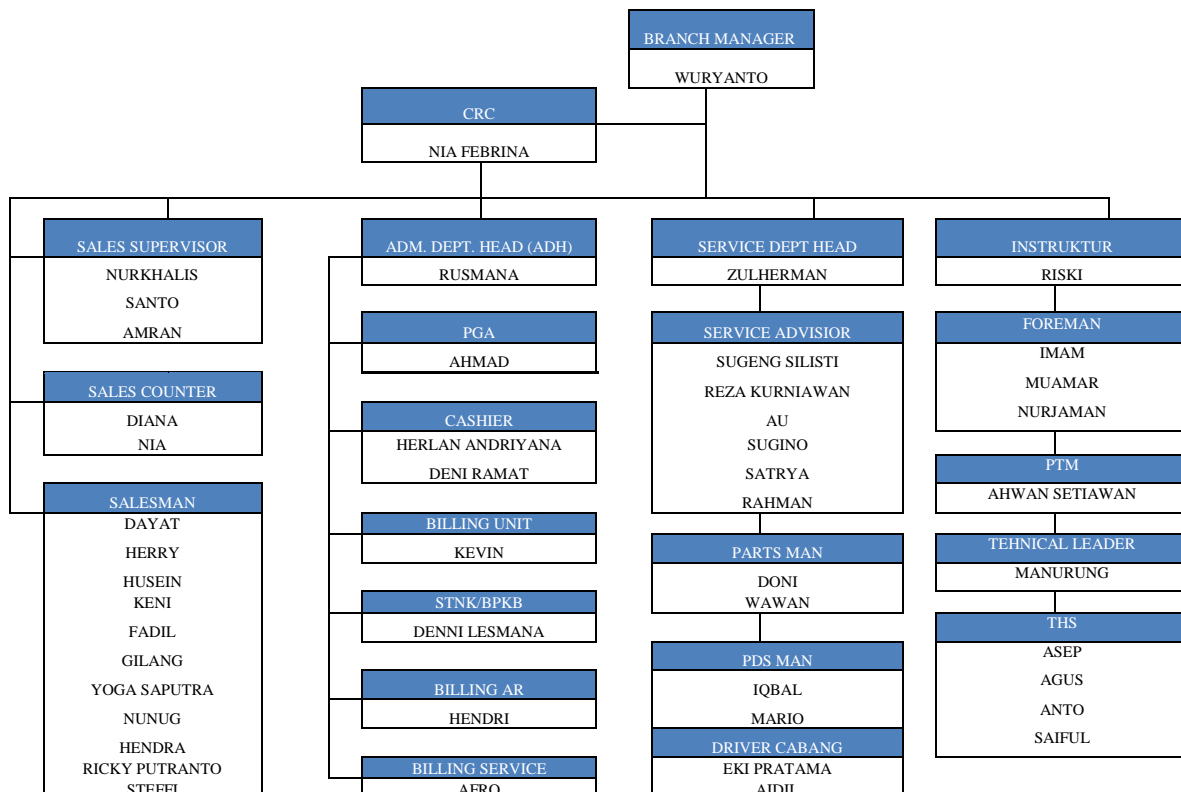 BRANCH MANAGER
WURYANTO
CRC
NIA FEBRINA
SALES SUPERVISOR
NURKHALIS
SANTO
AMRAN
SALES COUNTER
DIANA
NIA
SALESMAN
DAYAT
HERRY
HUSEIN
KENI
FADIL
GILANG
YOGA SAPUTRA
NUNUG
HENDRA
RICKY PUTRANTO
STEFFI
ADM. DEPT. HEAD (ADH)
RUSMANA
PGA
AHMAD
CASHIER
HERLAN ANDRIYANA
DENI RAMAT
BILLING UNIT
KEVIN
STNK/BPKB
DENNI LESMANA
BILLING AR
HENDRI
BILLING SERVICE
AFRO
SERVICE DEPT HEAD
ZULHERMAN
SERVICE ADVISIOR
SUGENG SILISTI
REZA KURNIAWAN
AU
SUGINO
SATRYA
RAHMAN
PARTS MAN
DONI
WAWAN
PDS MAN
IQBAL
MARIO
DRIVER CABANG
EKI PRATAMA
AIDIL
INSTRUKTUR
RISKI
FOREMAN
IMAM
MUAMAR
NURJAMAN
PTM
AHWAN SETIAWAN
TEHNICAL LEADER
MANURUNG
THS
ASEP
AGUS
ANTO
SAIFUL